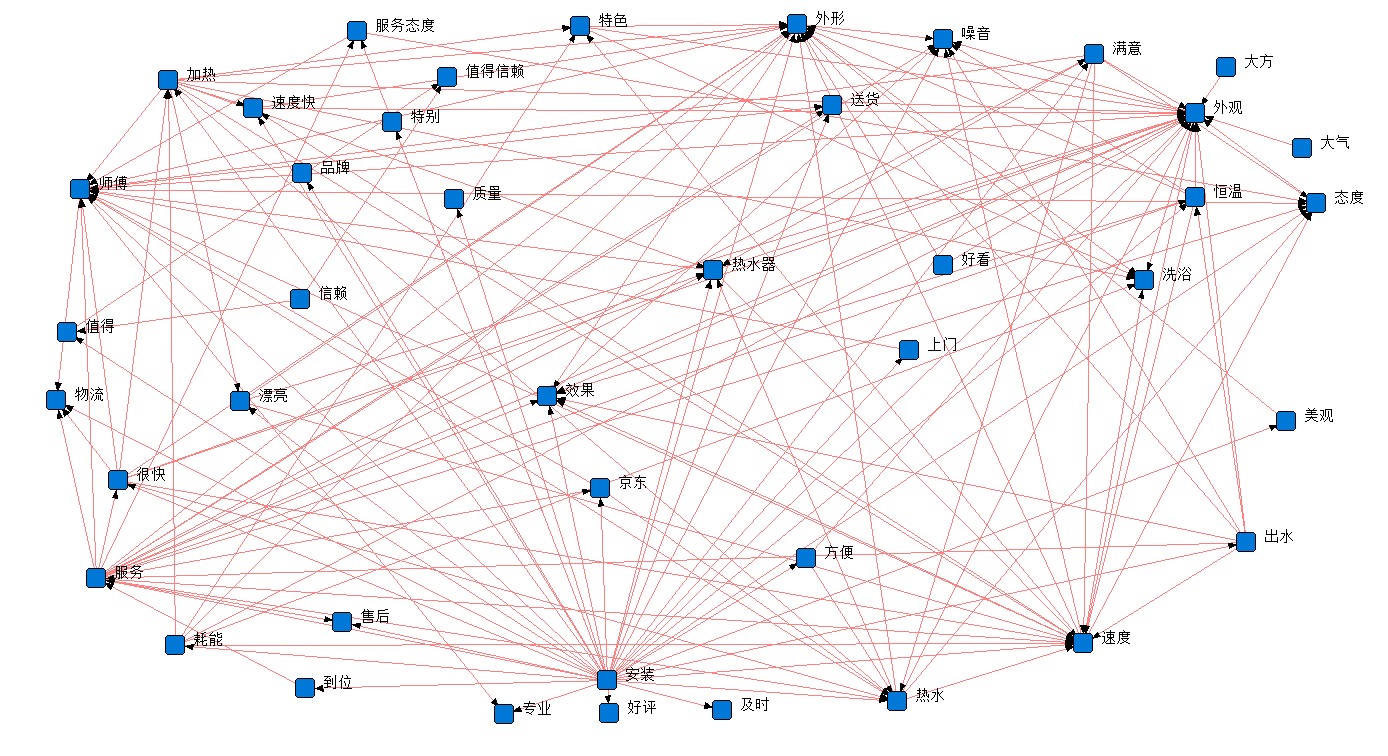 服务态度
特色
外形
噪音
满意
大方
加热
值得信赖
速度快
特别
送货
外观
大气
师傅
品牌
质量
恒温
态度
热水器
好看
洗浴
信赖
值得
上门
物流
漂亮
效果
美观
很快
京东
出水
服务
方便
售后
耗能
速度
到位
安装
专业
好评
及时
热水